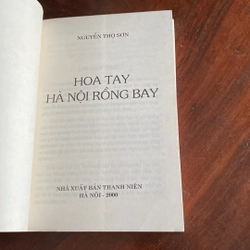 NGUYỄN THỌ SƠN
HOA TAY
HÀ NỘI RỒNG BAY
NHÀ XUẤT BẢN THANH NIÊN
HÀ NỘI - 2000